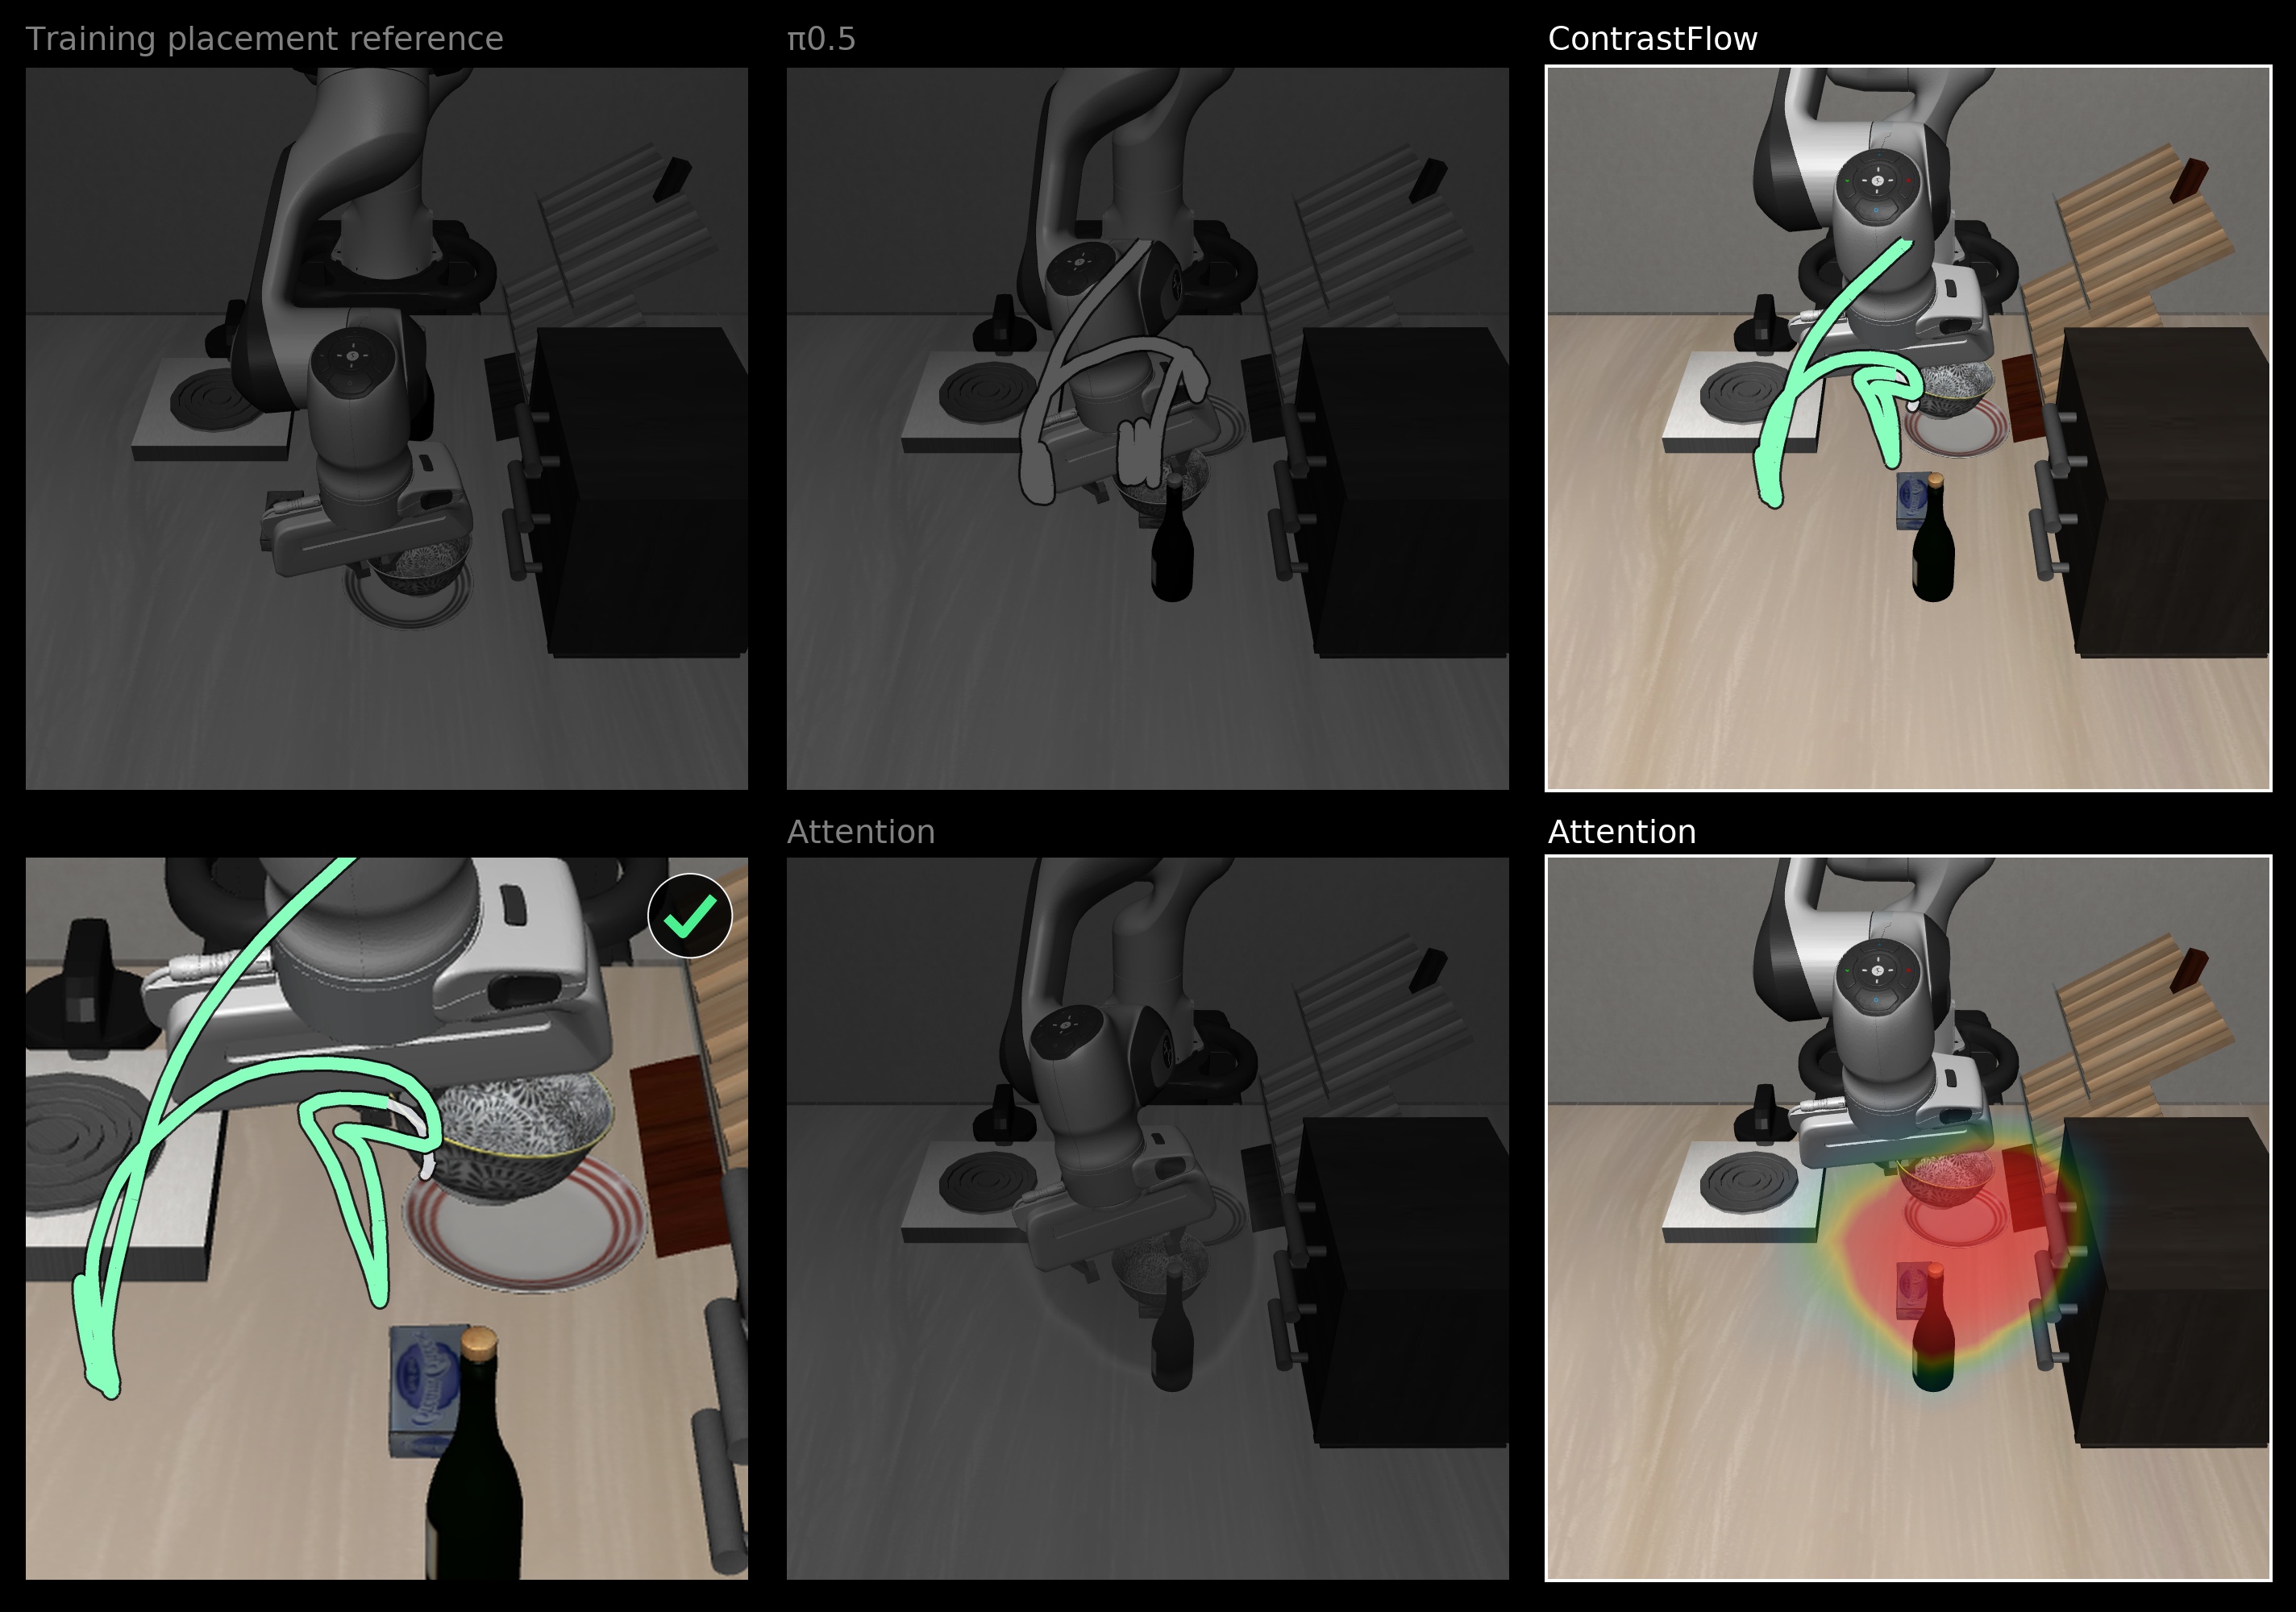 Training placement reference
π0.5
ContrastFlow
Attention
Attention